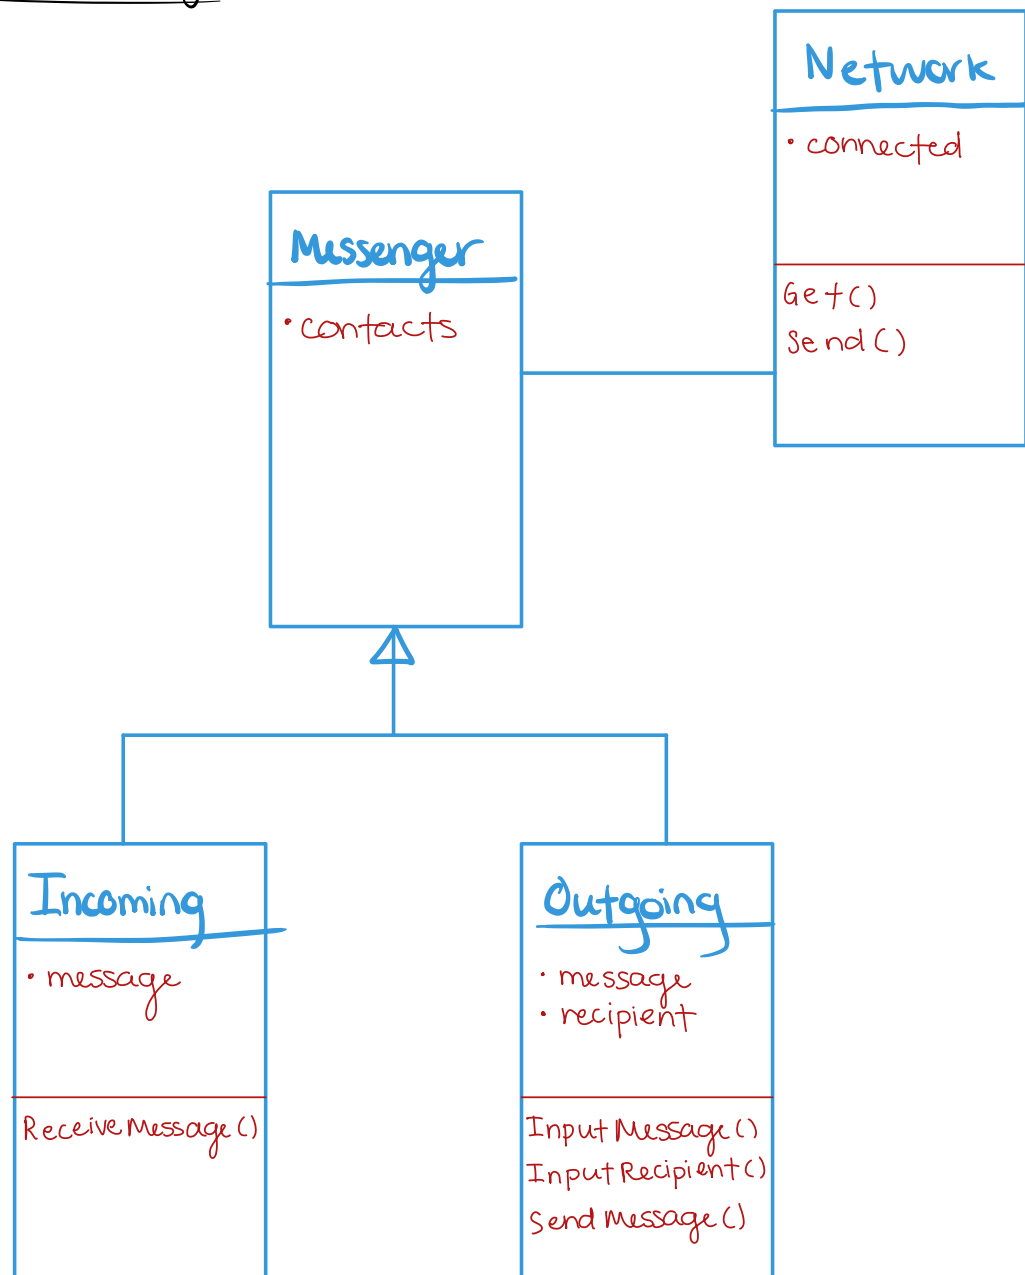 Network
• connected
Get()
Send()
Messenger
• contacts
Incoming
• message
ReceiveMessage()
Outgoing
• message
• recipient
InputMessage()
InputRecipient()
SendMessage()